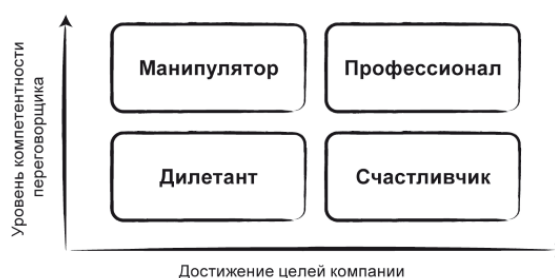 Уровень компетентности
переговорщика
Манипулятор
Профессионал
Дилетант
Счастливчик
Достижение целей компании